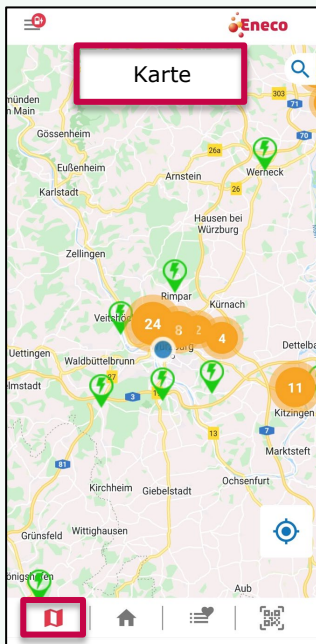 Eneco
Karte
münden
n Main
303
71
70
Gössenheim
26a
Eußenheim
Arnstein
Werneck
Karlstadt
26
Hausen bei
Würzburg
Zellingen
Rimpar
Kürnach
24
8
2
4
Uettingen
Waldbüttelbrunn
Dettelba
lmstadt
3
11
Kitzingen
13
7
Marktsteft
81
Ochsenfurt
Kirchheim
Giebelstadt
Grünsfeld
Wittighausen
Aub